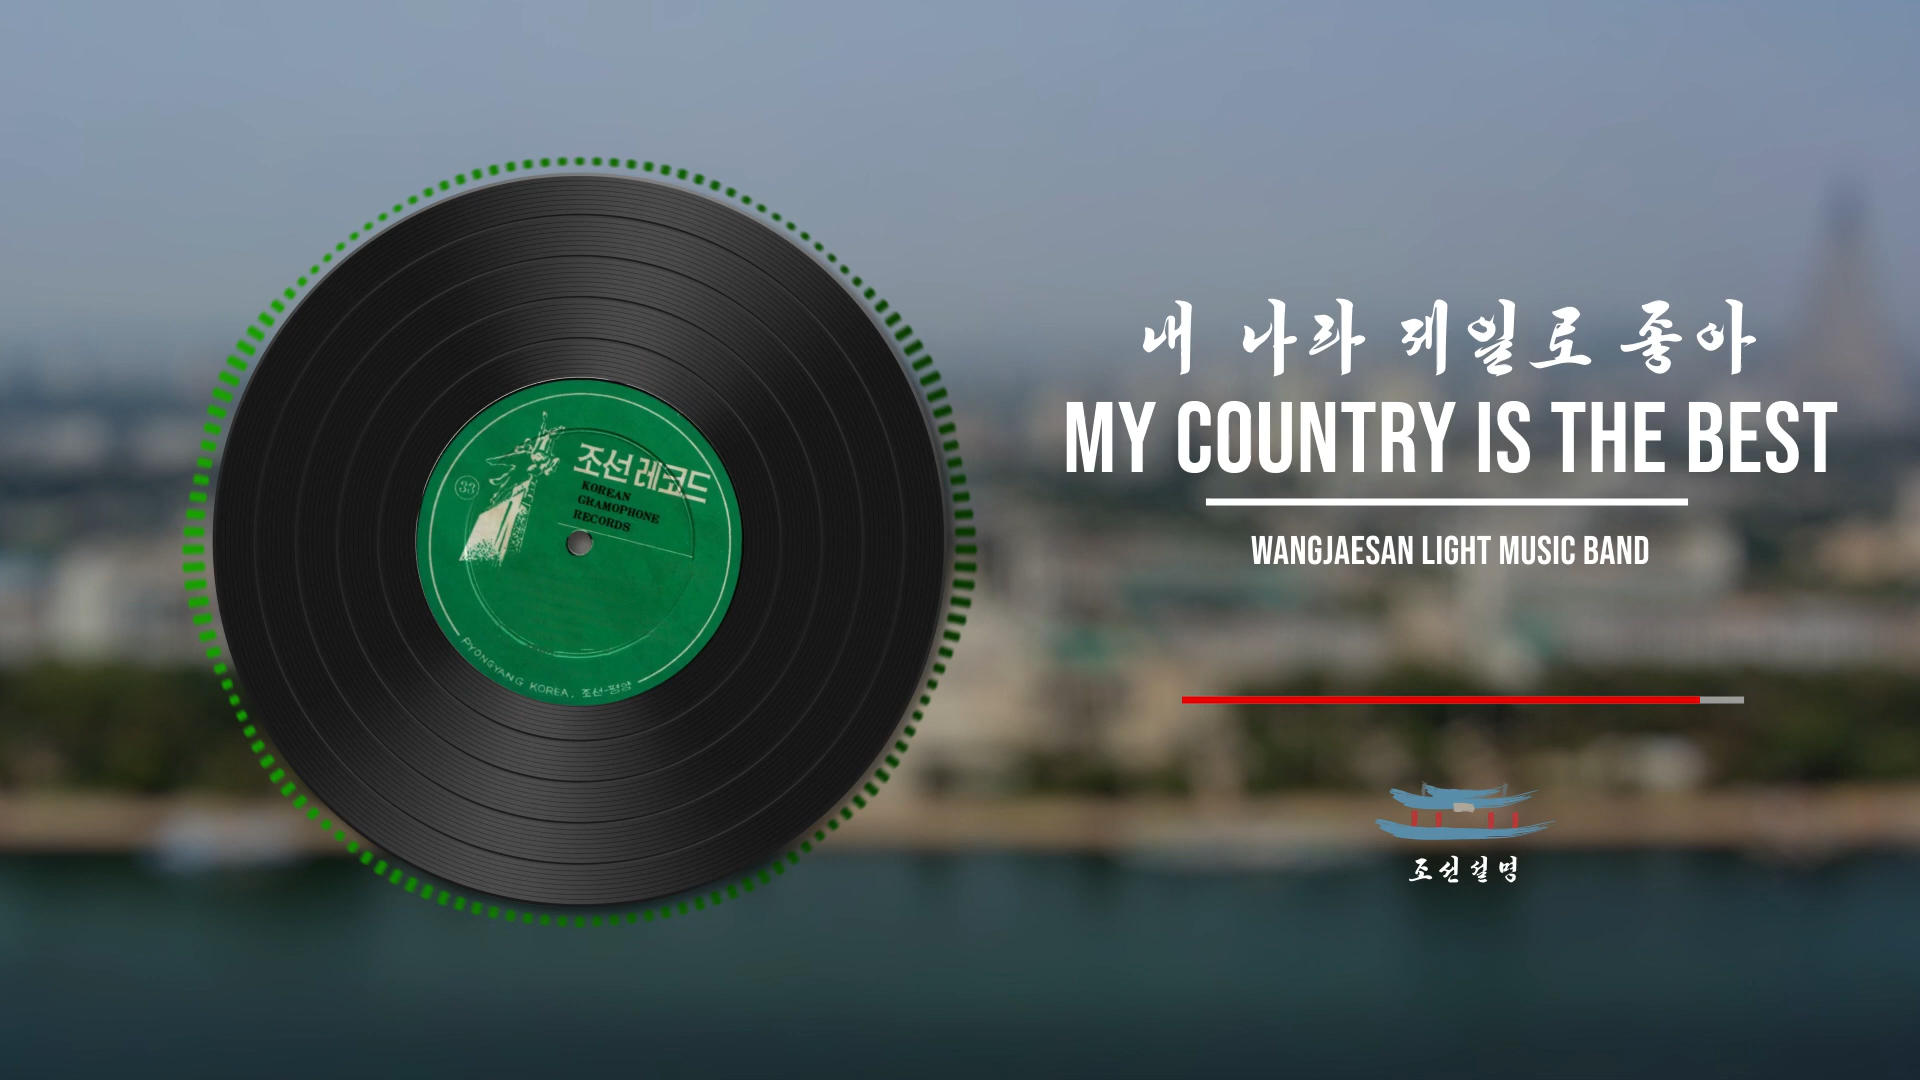 33
조선레코드
KOREAN
GRAMOPHONE
RECORDS
PYONGYANG KOREA. 조선-평양
내 나라 제일로 좋아
MY COUNTRY IS THE BEST
WANGJAESAN LIGHT MUSIC BAND
조선설명